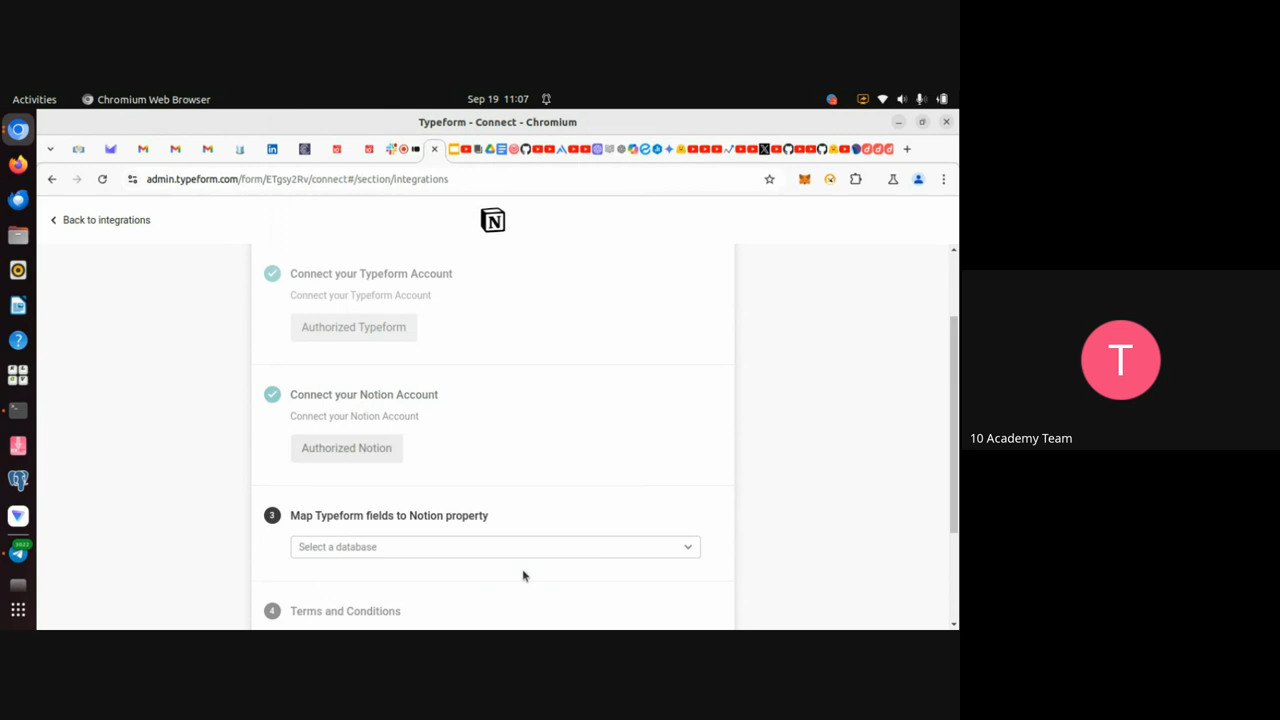 Activities
Chromium Web Browser
Sep 19 11:07
Typeform - Connect - Chromium
admin.typeform.com/form/ETgsy2Rv/connect#/section/integrations
Back to integrations
N
Connect your Typeform Account
Connect your Typeform Account
Authorized Typeform
Connect your Notion Account
Connect your Notion Account
Authorized Notion
3
Map Typeform fields to Notion property
Select a database
4
Terms and Conditions
T
10 Academy Team